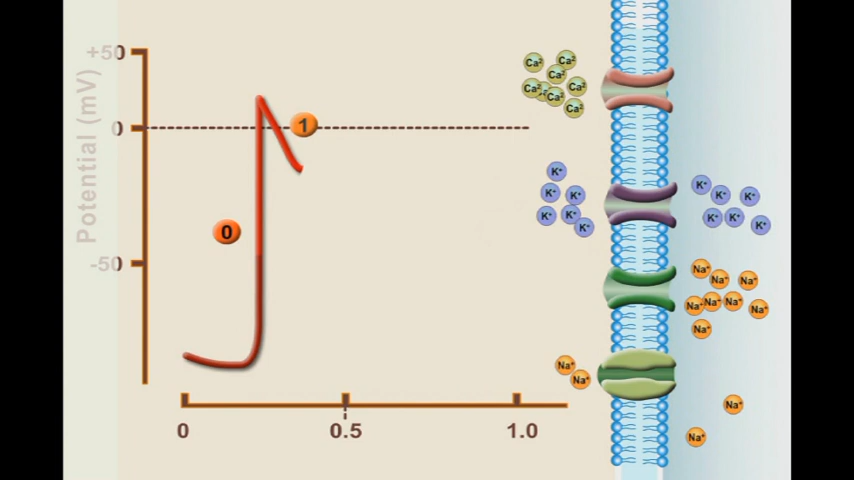 Potential (mV)
+50
0
-50
0
1
0
0.5
1.0
Ca²
Ca²
Ca²
Ca²
Ca²
Ca²
Ca²
K⁺
K⁺
K⁺
K⁺
K⁺
K⁺
K⁺
K⁺
K⁺
K⁺
K⁺
K⁺
Na⁺
Na⁺
Na⁺
Na⁺
Na⁺
Na⁺
Na⁺
Na⁺
Na⁺
Na⁺
Na⁺
Na⁺